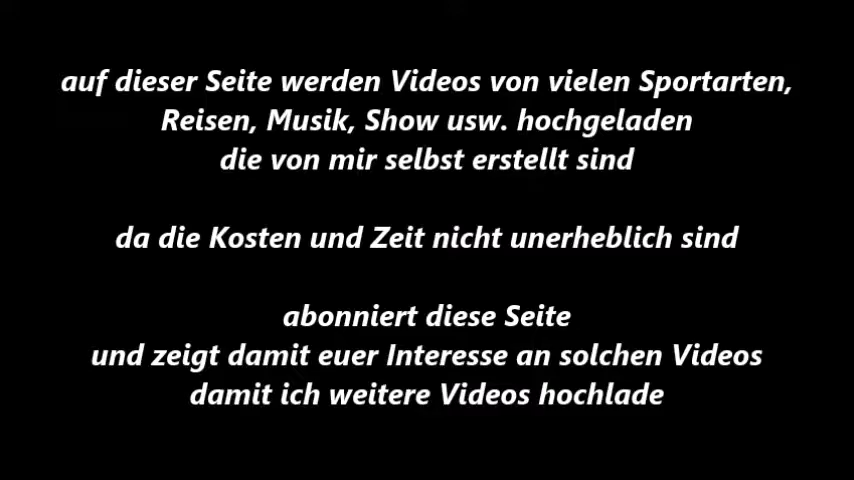 auf dieser Seite werden Videos von vielen Sportarten,
Reisen, Musik, Show usw. hochgeladen
die von mir selbst erstellt sind
da die Kosten und Zeit nicht unerheblich sind
abonniert diese Seite
und zeigt damit euer Interesse an solchen Videos
damit ich weitere Videos hochlade